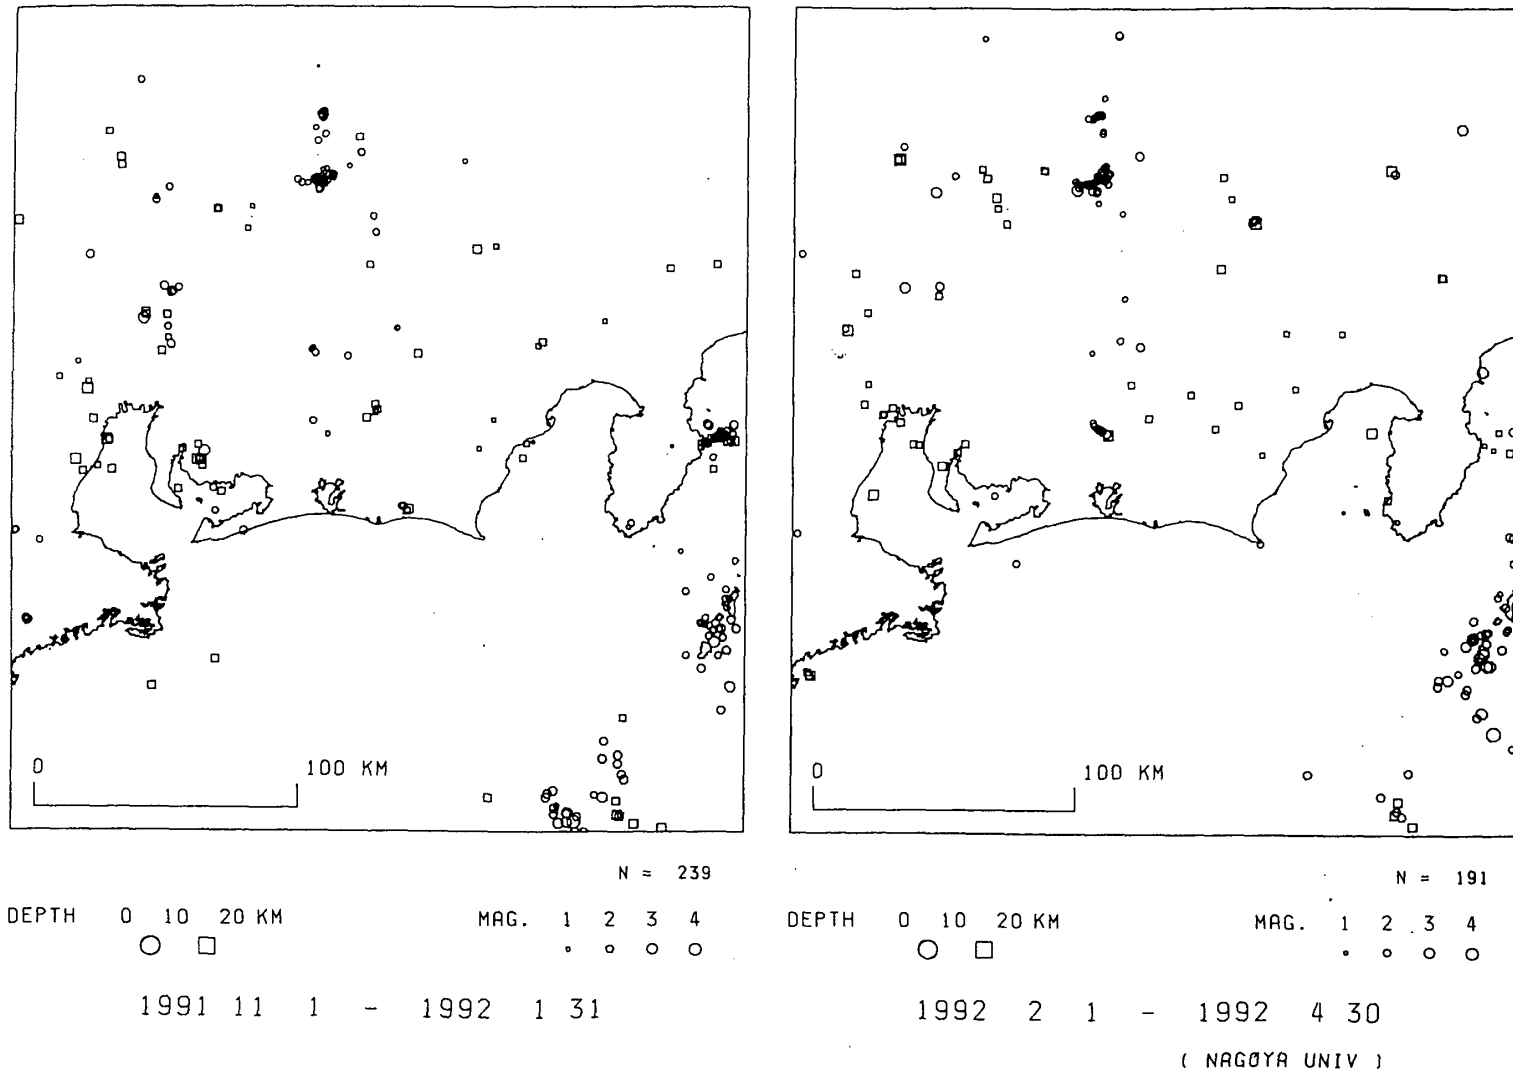 0 100 KM
N = 239
DEPTH 0 10 20 KM
MAG. 1 2 3 4
1991 11 1 - 1992 1 31
0 100 KM
N = 191
DEPTH 0 10 20 KM
MAG. 1 2 3 4
1992 2 1 - 1992 4 30
( NAGOYA UNIV )